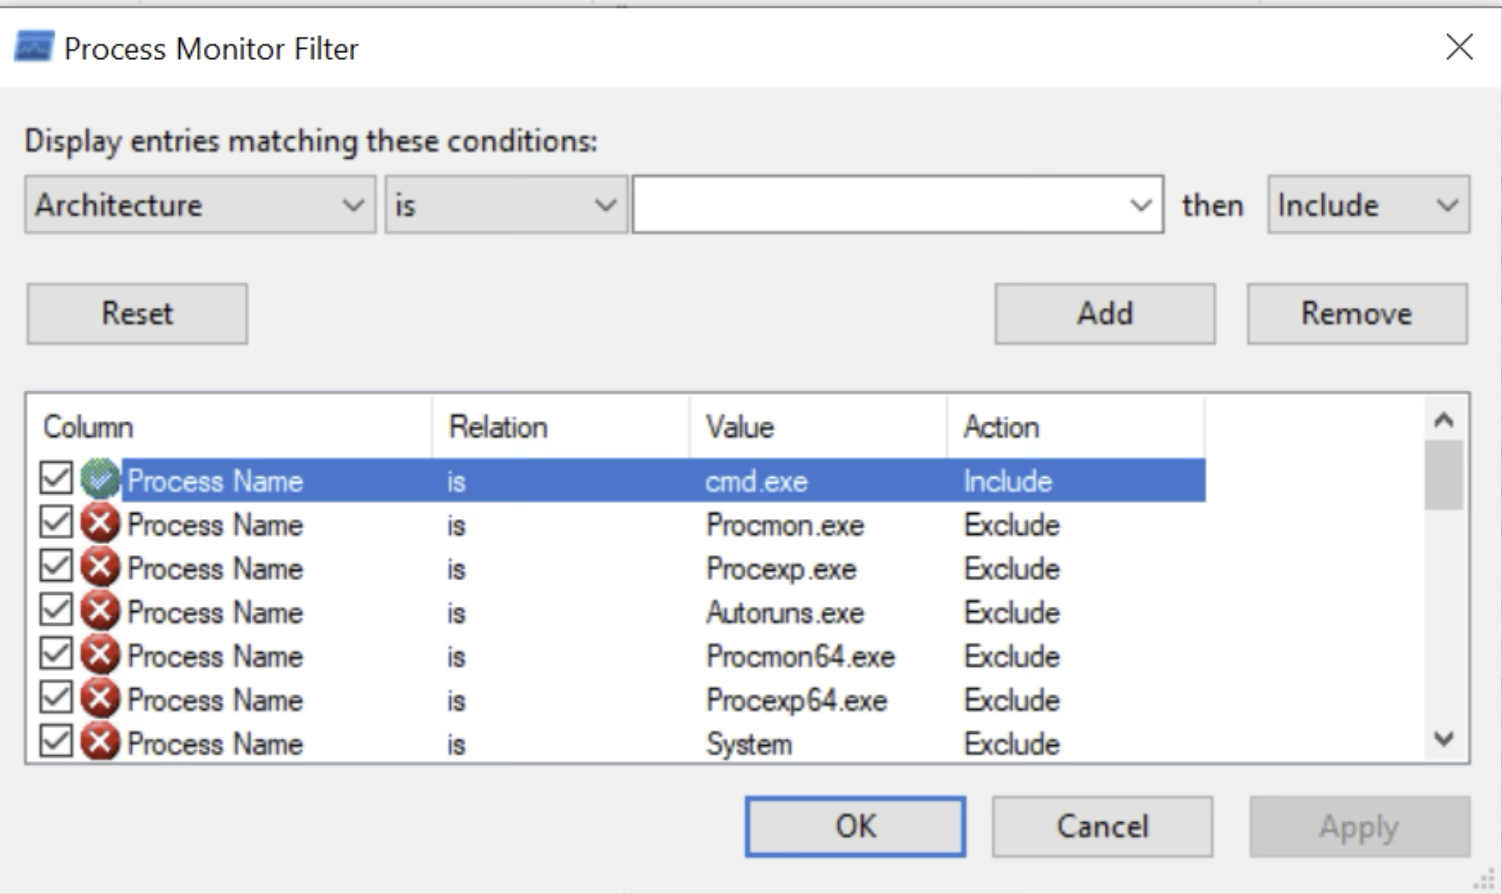 Process Monitor Filter
Display entries matching these conditions:
Architecture is then Include
Reset Add Remove
Column Relation Value Action
Process Name is cmd.exe Include
Process Name is Procmon.exe Exclude
Process Name is Procexp.exe Exclude
Process Name is Autoruns.exe Exclude
Process Name is Procmon64.exe Exclude
Process Name is Procexp64.exe Exclude
Process Name is System Exclude
OK Cancel Apply